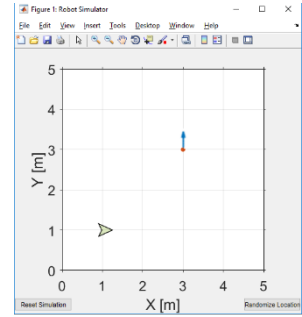 Figure 1: Robot Simulator
File Edit View Insert Tools Desktop Window Help
5
Y [m]
3
2
1
0
0 1 2 3 4 5
X [m]
Reset Simulation
Randomize Location